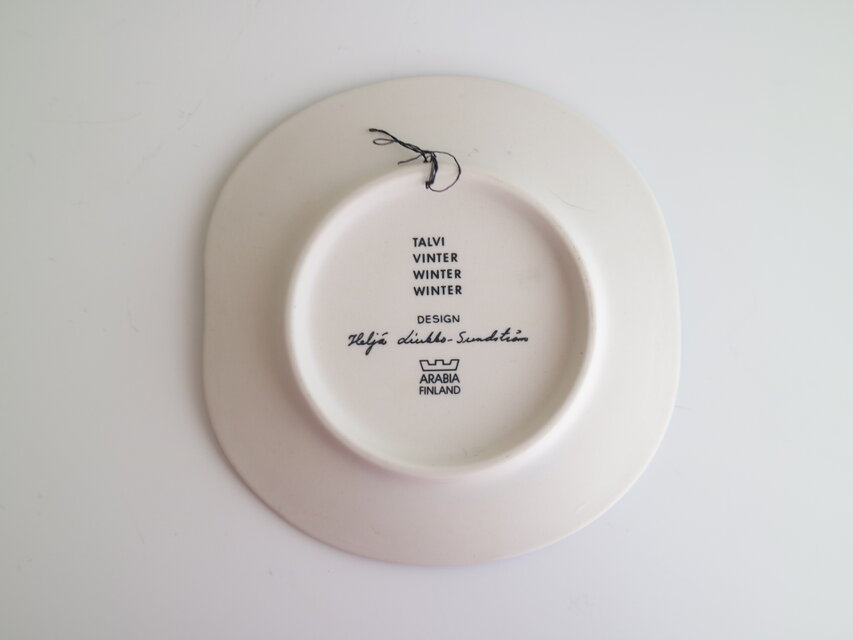 TALVI
VINTER
WINTER
WINTER
DESIGN
Heljä Liukko-Sundström
ARABIA
FINLAND